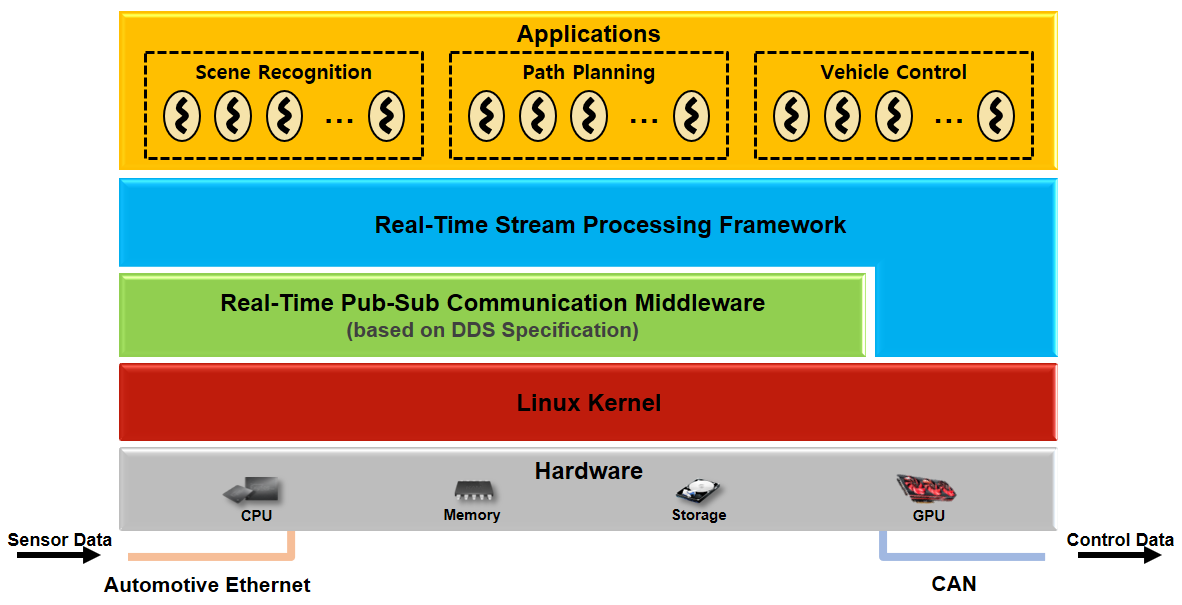 Applications
Scene Recognition
Path Planning
Vehicle Control
...
...
...
Real-Time Stream Processing Framework
Real-Time Pub-Sub Communication Middleware
(based on DDS Specification)
Linux Kernel
Hardware
CPU
Memory
Storage
GPU
Sensor Data
Control Data
Automotive Ethernet
CAN